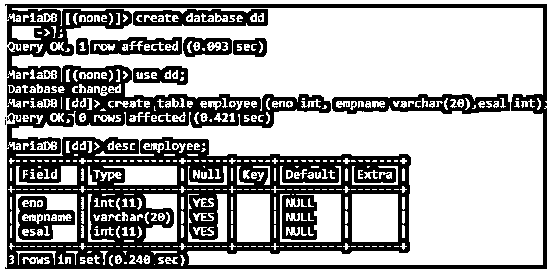 MariaDB [(none)]> create database dd
    ->;
Query OK, 1 row affected (0.093 sec)
MariaDB [(none)]> use dd;
Database changed
MariaDB [dd]> create table employee (eno int, empname varchar(20),esal int);
Query OK, 0 rows affected (0.421 sec)
MariaDB [dd]> desc employee;
| Field | Type | Null | Key | Default | Extra |
| eno | int(11) | YES | | NULL | |
| empname | varchar(20) | YES | | NULL | |
| esal | int(11) | YES | | NULL | |
3 rows in set (0.240 sec)